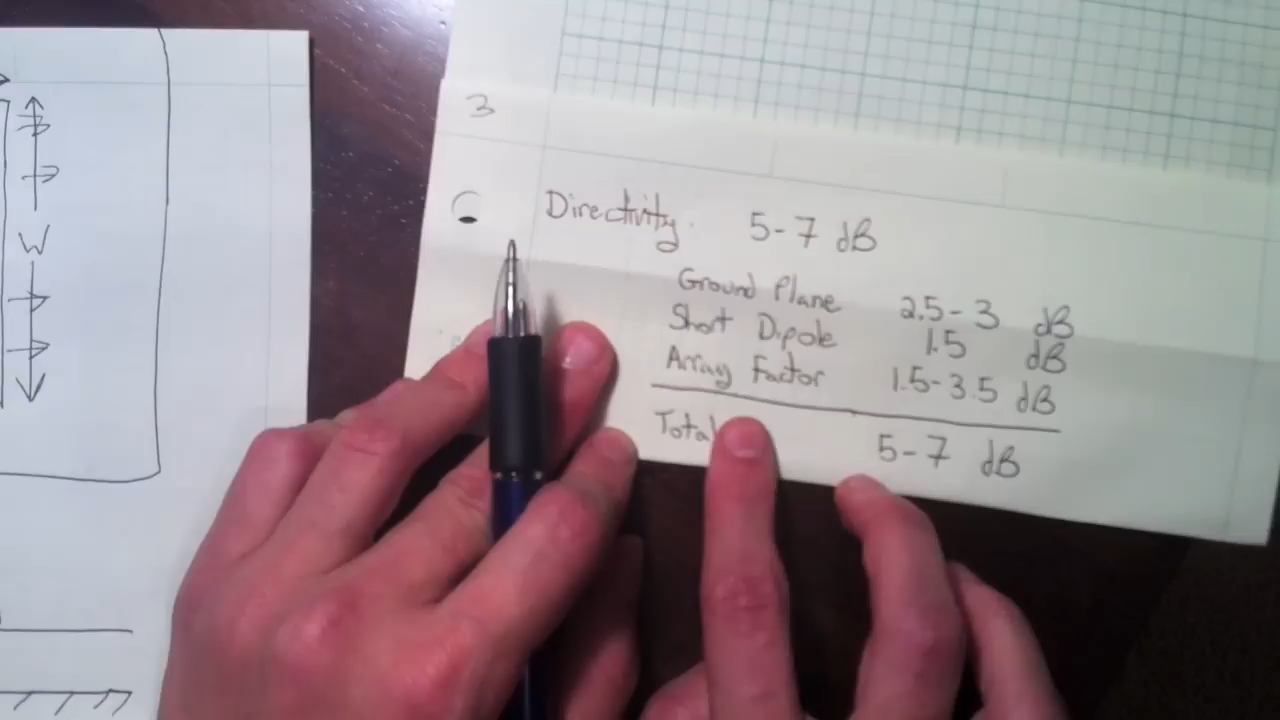 W
3
Directivity. 5-7 dB
Ground Plane 2.5-3 dB
Short Dipole 1.5 dB
Array Factor 1.5-3.5 dB
Total 5-7 dB